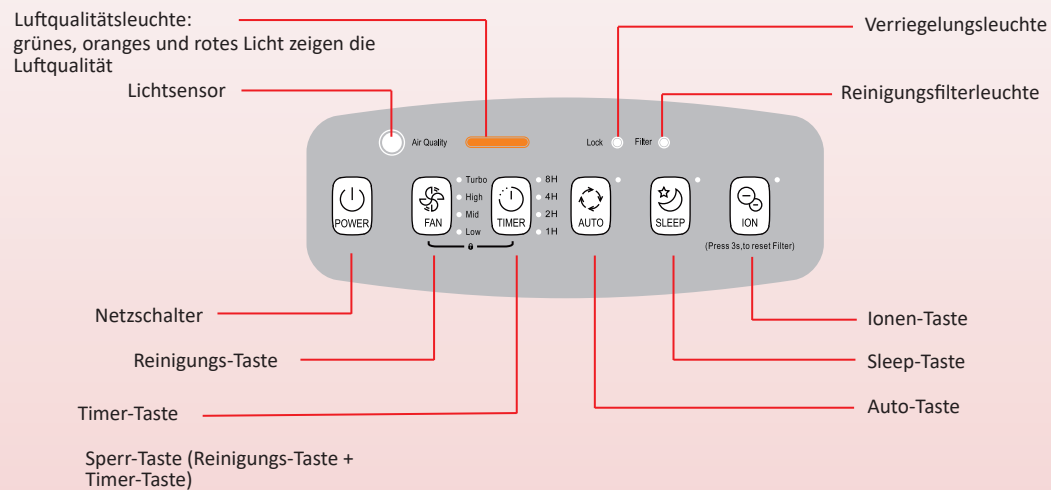 Luftqualitätsleuchte:
grünes, oranges und rotes Licht zeigen die
Luftqualität
Verriegelungsleuchte
Lichtsensor
Reinigungsfilterleuchte
Air Quality
Lock
Filter
Turbo
High
Mid
Low
8H
4H
2H
1H
POWER
FAN
TIMER
AUTO
SLEEP
ION
(Press 3s,to reset Filter)
Netzschalter
Ionen-Taste
Reinigungs-Taste
Sleep-Taste
Timer-Taste
Auto-Taste
Sperr-Taste (Reinigungs-Taste +
Timer-Taste)